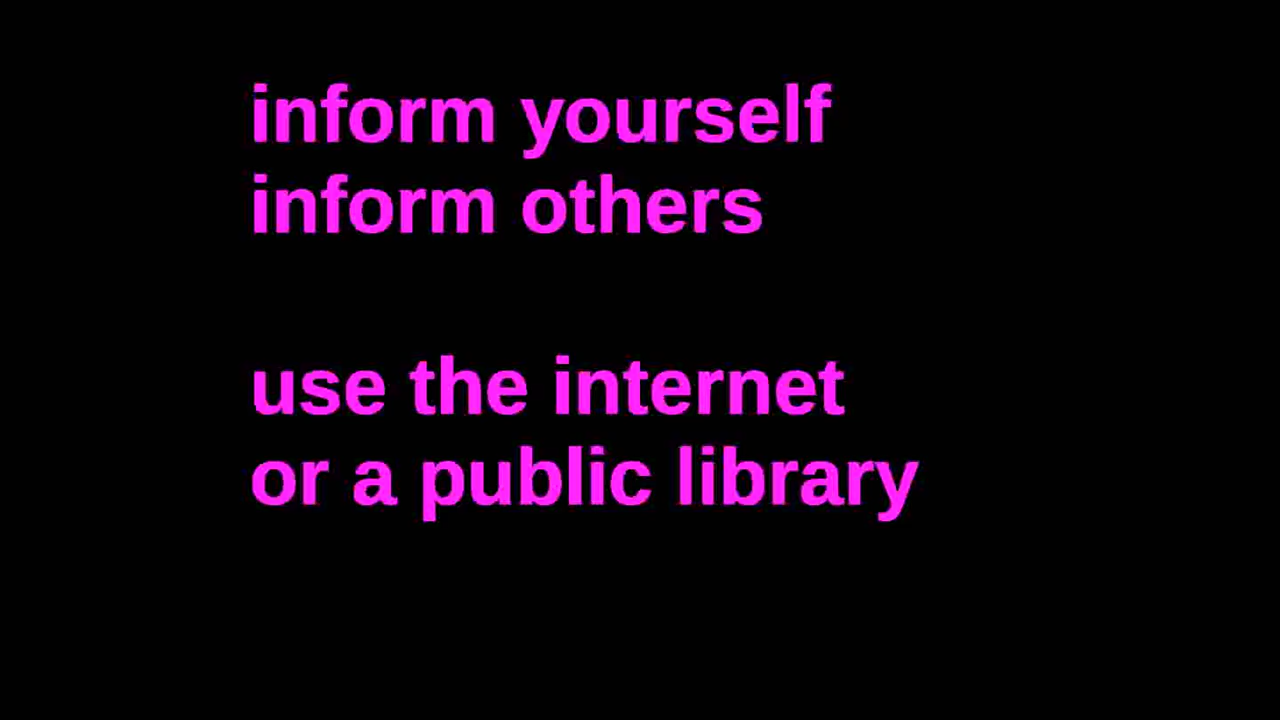 inform yourself
inform others
use the internet
or a public library